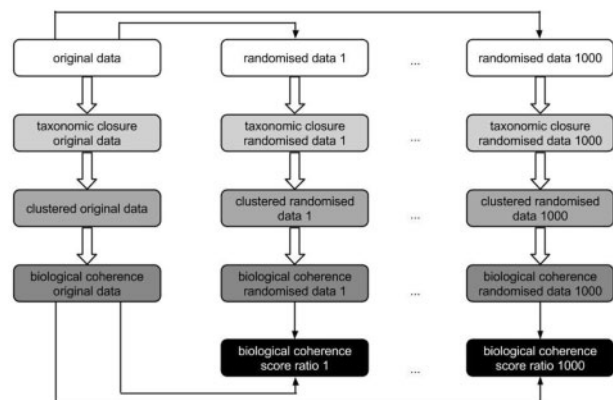 original data
randomised data 1
...
randomised data 1000
taxonomic closure
original data
taxonomic closure
randomised data 1
...
taxonomic closure
randomised data 1000
clustered original data
clustered randomised
data 1
...
clustered randomised
data 1000
biological coherence
original data
biological coherence
randomised data 1
...
biological coherence
randomised data 1000
biological coherence
score ratio 1
...
biological coherence
score ratio 1000